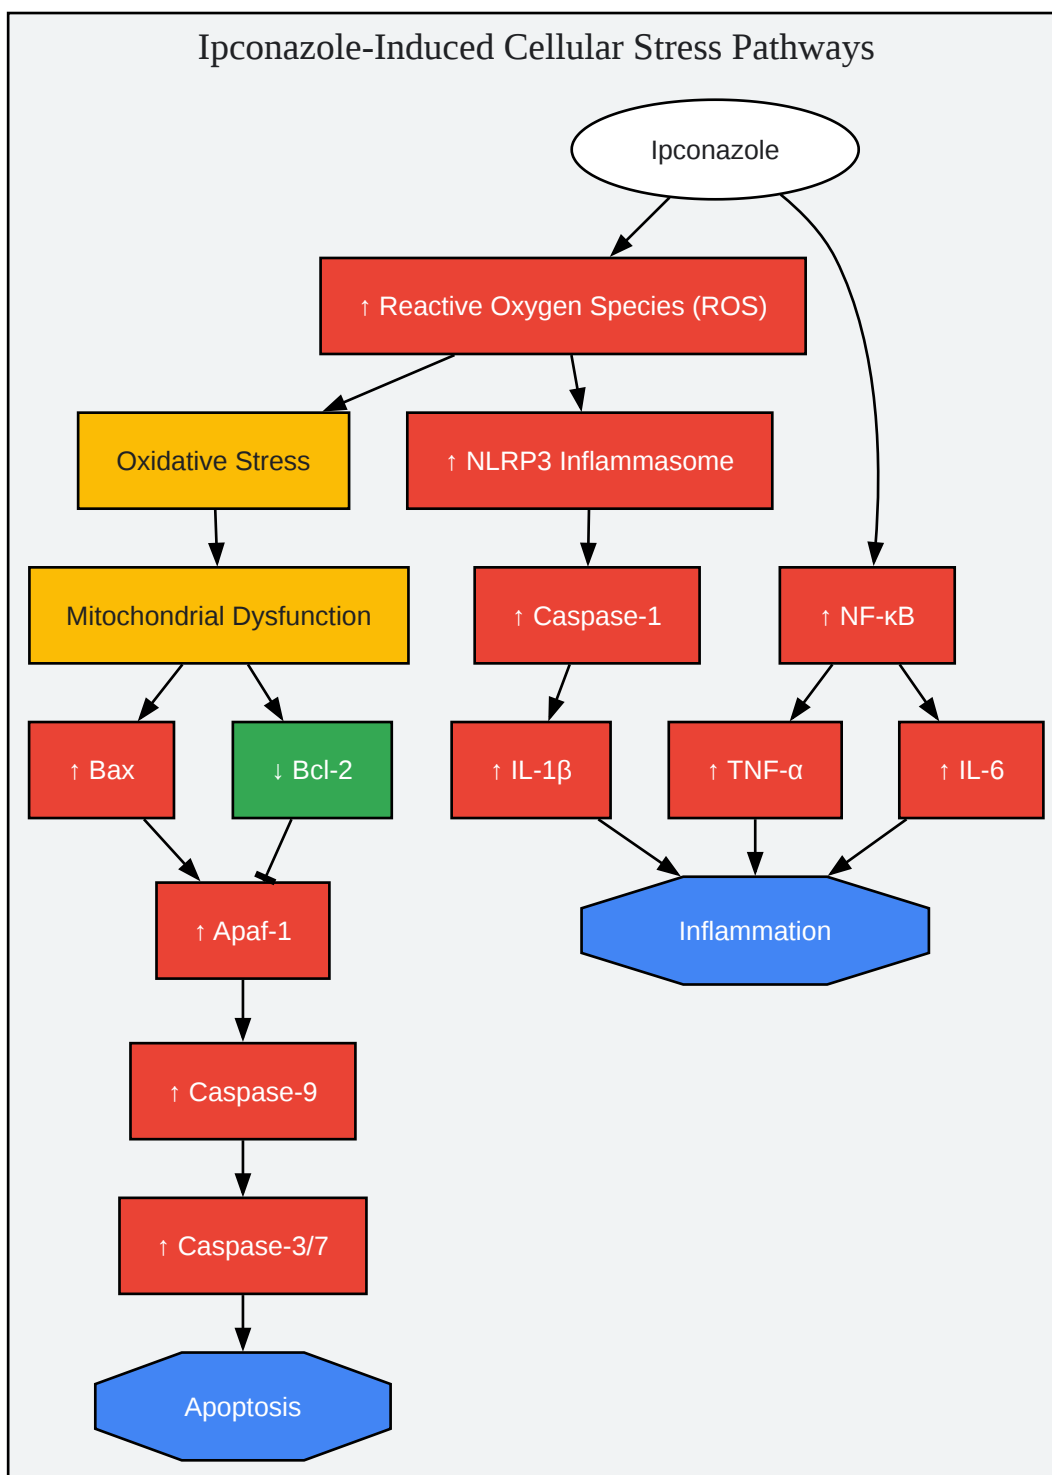 Ipconazole-Induced Cellular Stress Pathways
Ipconazole
↑ Reactive Oxygen Species (ROS)
Oxidative Stress
↑ NLRP3 Inflammasome
Mitochondrial Dysfunction
↑ Caspase-1
↑ NF-κB
↑ Bax
↓ Bcl-2
↑ IL-1β
↑ TNF-α
↑ IL-6
↑ Apaf-1
Inflammation
↑ Caspase-9
↑ Caspase-3/7
Apoptosis